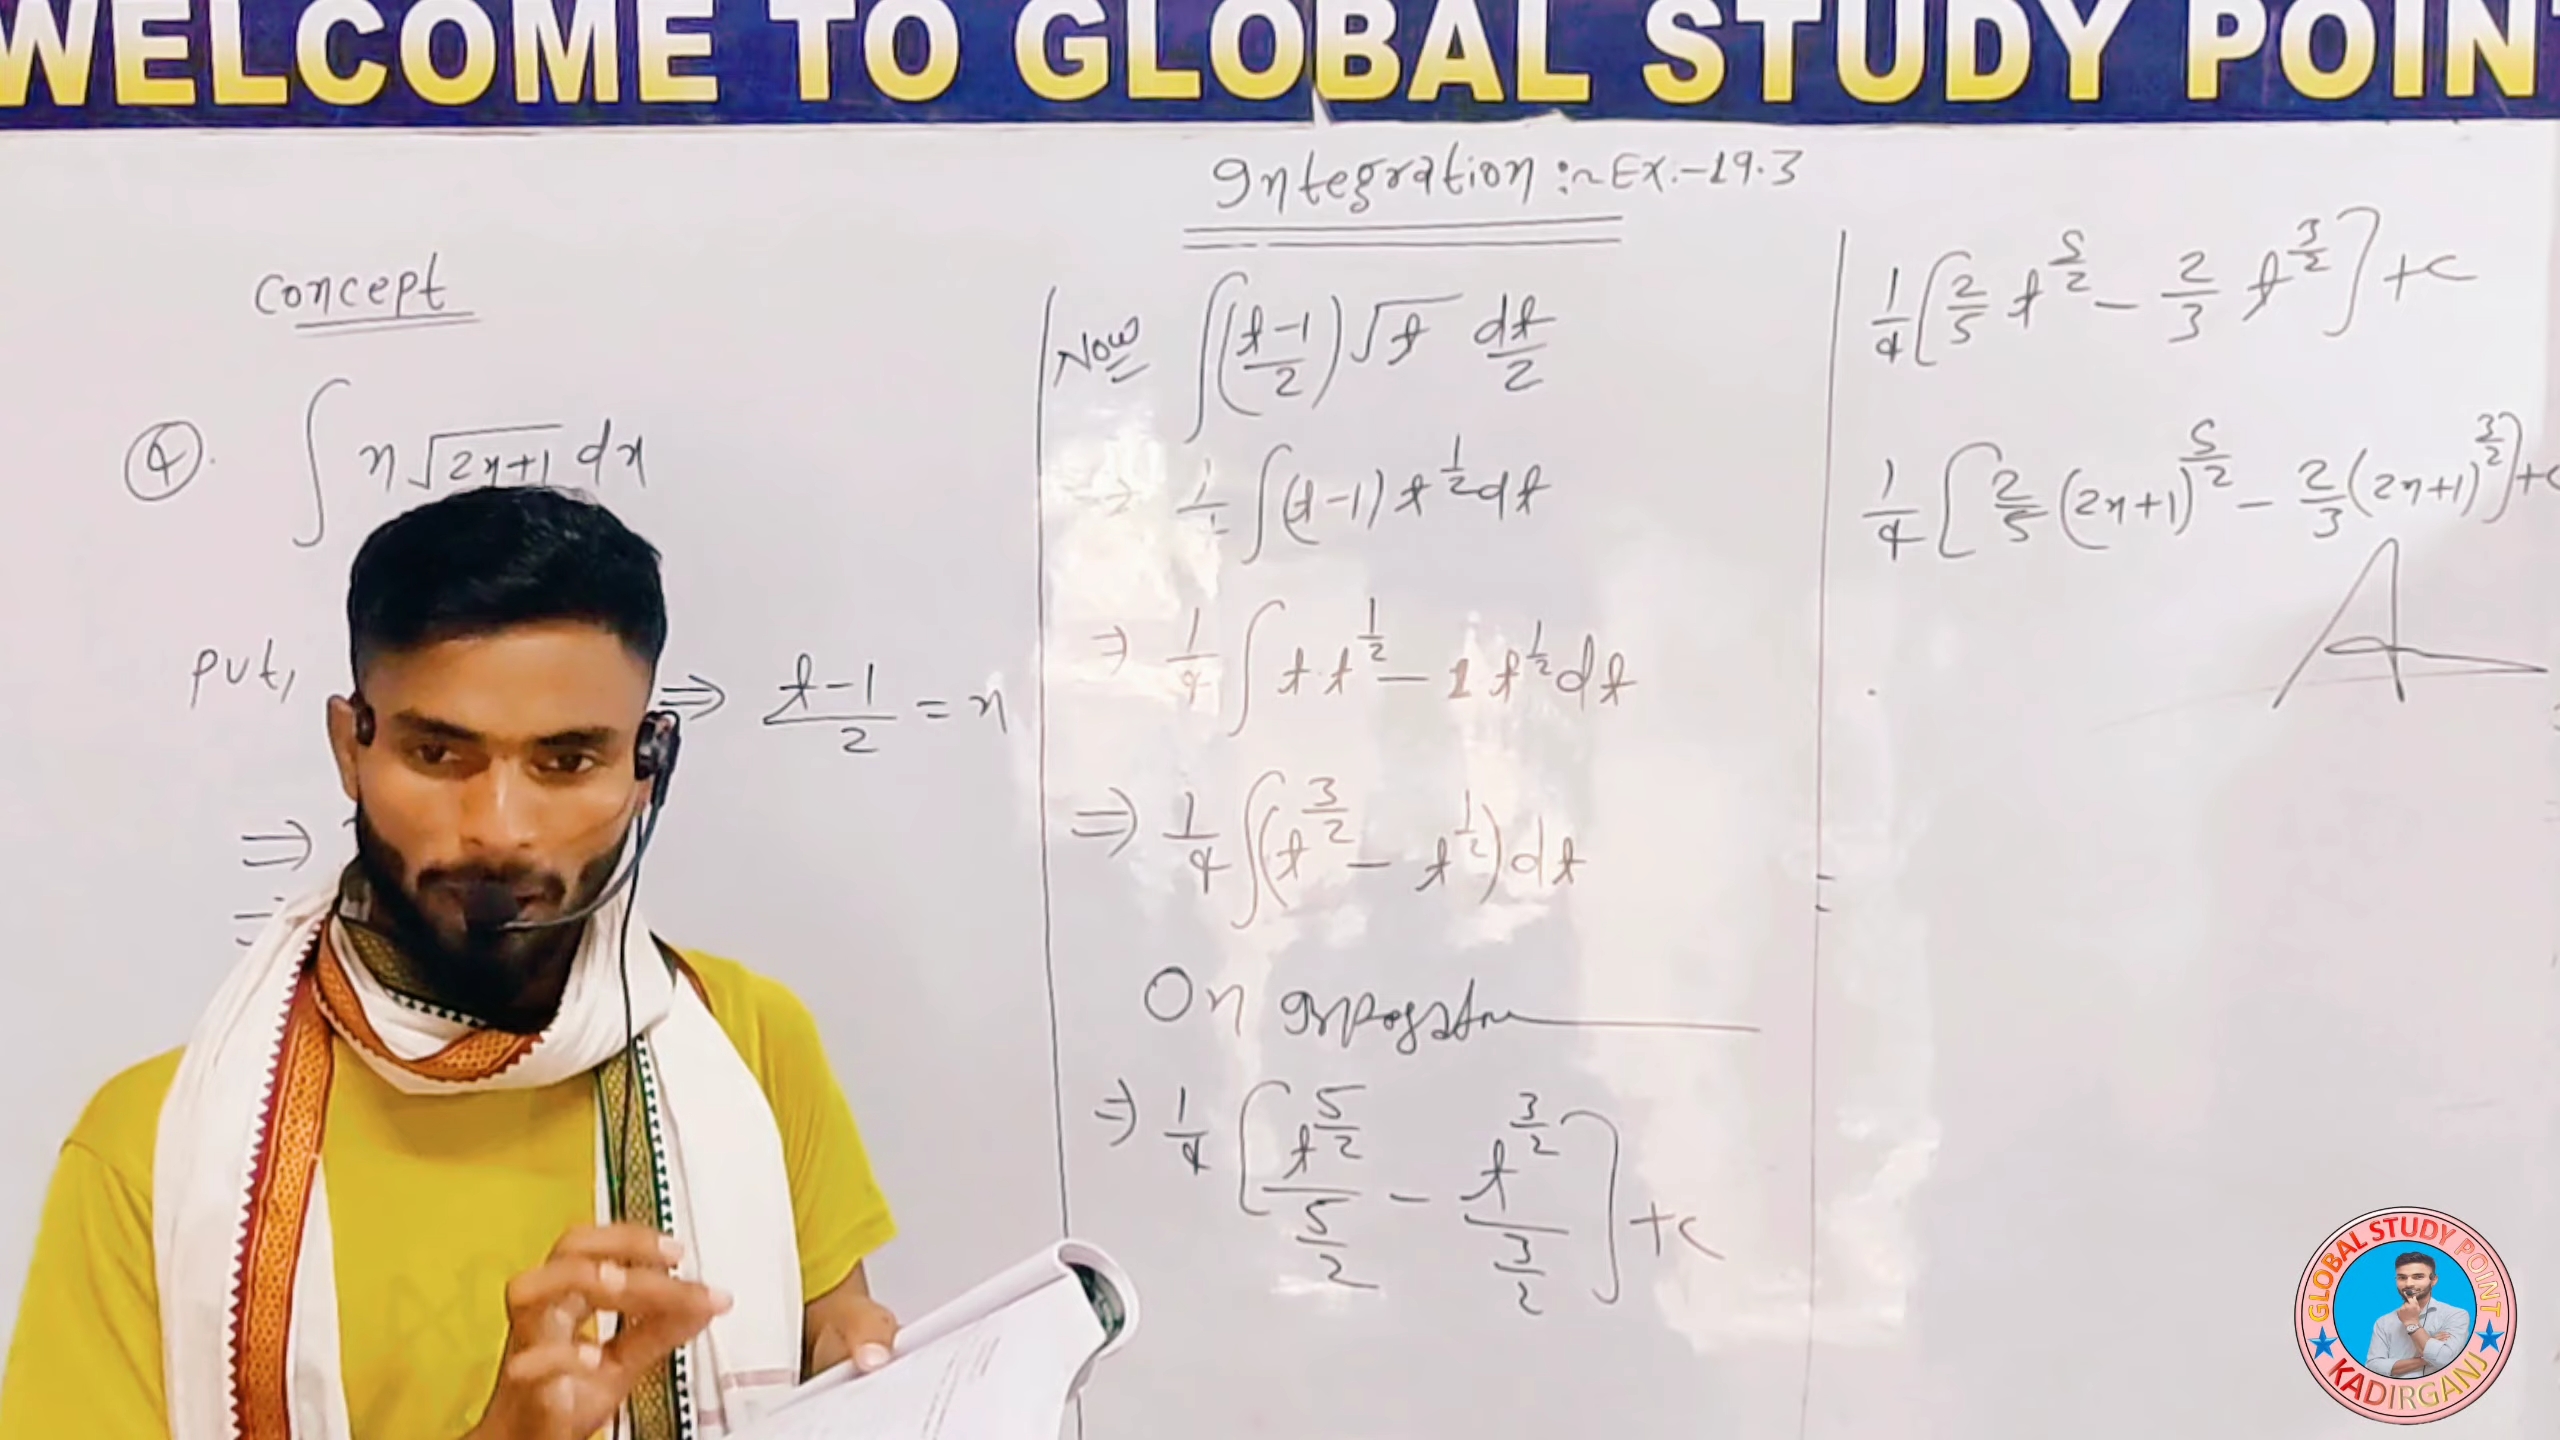 WELCOME TO GLOBAL STUDY POIN
Integration :~ Ex.-19.3
Concept
④. ∫ x√(2x+1) dx
put,
⇒ (t-1)/2 = x
⇒
Now ∫((t-1)/2) √t dt/2
⇒ ∫(t-1) t^(1/2) dt
⇒ 1/4 ∫ t.t^(1/2) - 1 t^(1/2) dt
⇒ 1/4 ∫(t^(3/2) - t^(1/2)) dt
On
⇒ 1/4 [t^(5/2)/(5/2) - t^(3/2)/(3/2)] + c
1/4 [2/5 t^(5/2) - 2/3 t^(3/2)] + c
1/4 [2/5 (2x+1)^(5/2) - 2/3 (2x+1)^(3/2)] + c
A
GLOBAL STUDY POINT
KADIRGANJ